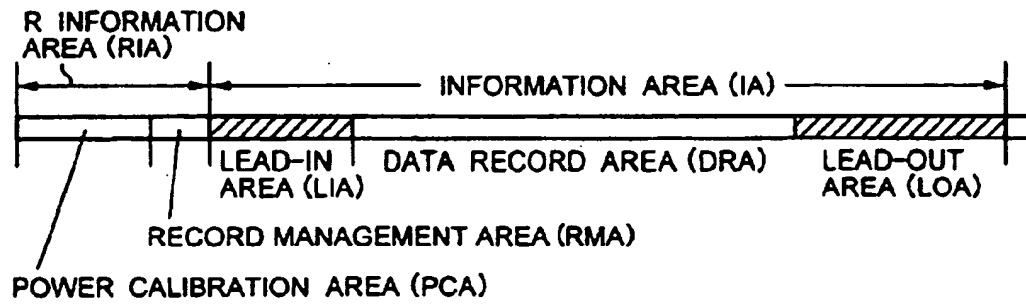 R INFORMATION
AREA (RIA)
INFORMATION AREA (IA)
LEAD-IN
AREA (LIA)
DATA RECORD AREA (DRA)
LEAD-OUT
AREA (LOA)
RECORD MANAGEMENT AREA (RMA)
POWER CALIBRATION AREA (PCA)